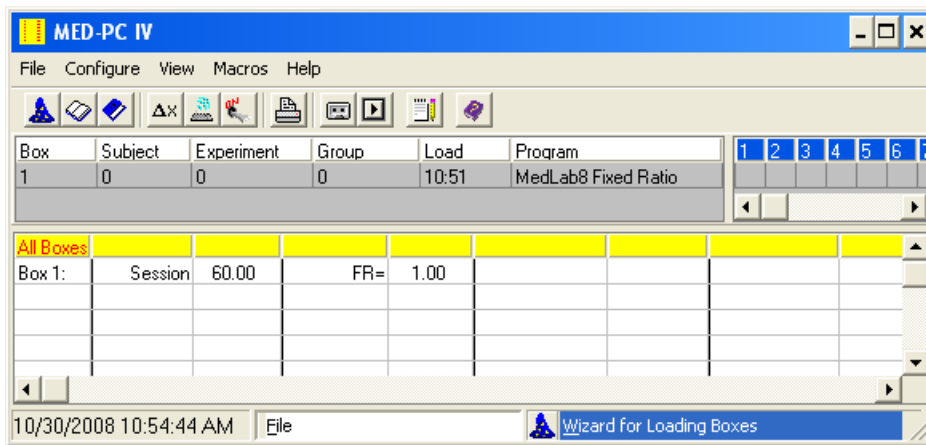 MED-PC IV
File Configure View Macros Help
Δx
Box Subject Experiment Group Load Program
1 0 0 0 10:51 MedLab8 Fixed Ratio
1 2 3 4 5 6 7
All Boxes
Box 1: Session 60.00 FR= 1.00
10/30/2008 10:54:44 AM File Wizard for Loading Boxes